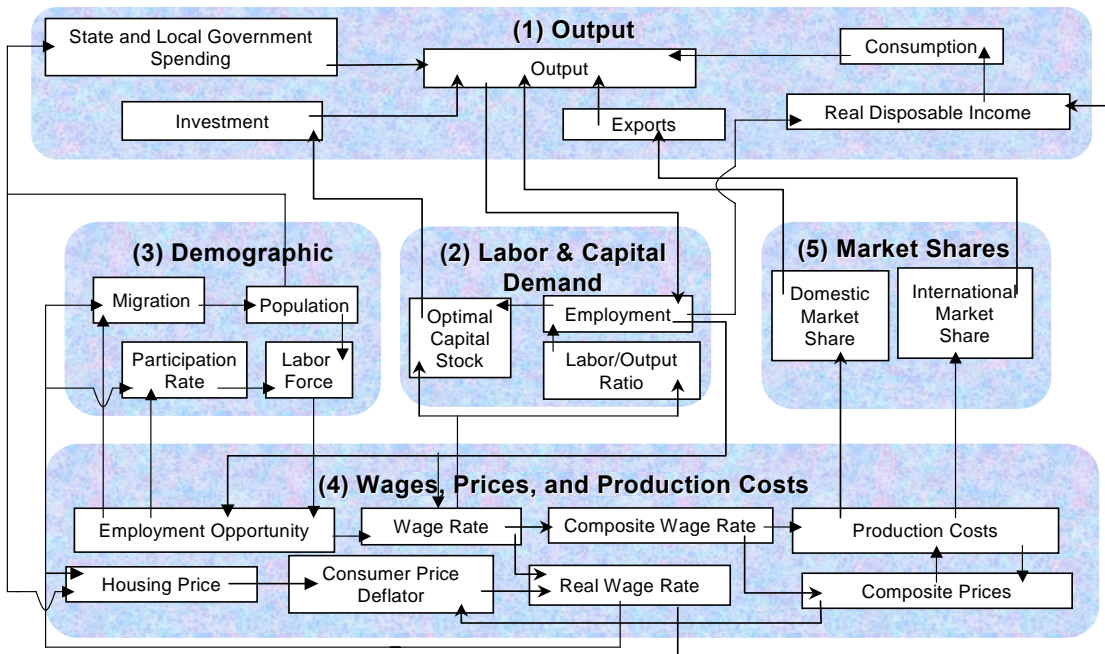 (1) Output
State and Local Government
Spending
Output
Consumption
Investment
Exports
Real Disposable Income
(3) Demographic
Migration
Population
Participation
Rate
Labor
Force
(2) Labor & Capital
Demand
Optimal
Capital
Stock
Employment
Labor/Output
Ratio
(5) Market Shares
Domestic
Market
Share
International
Market
Share
(4) Wages, Prices, and Production Costs
Employment Opportunity
Wage Rate
Composite Wage Rate
Production Costs
Housing Price
Consumer Price
Deflator
Real Wage Rate
Composite Prices